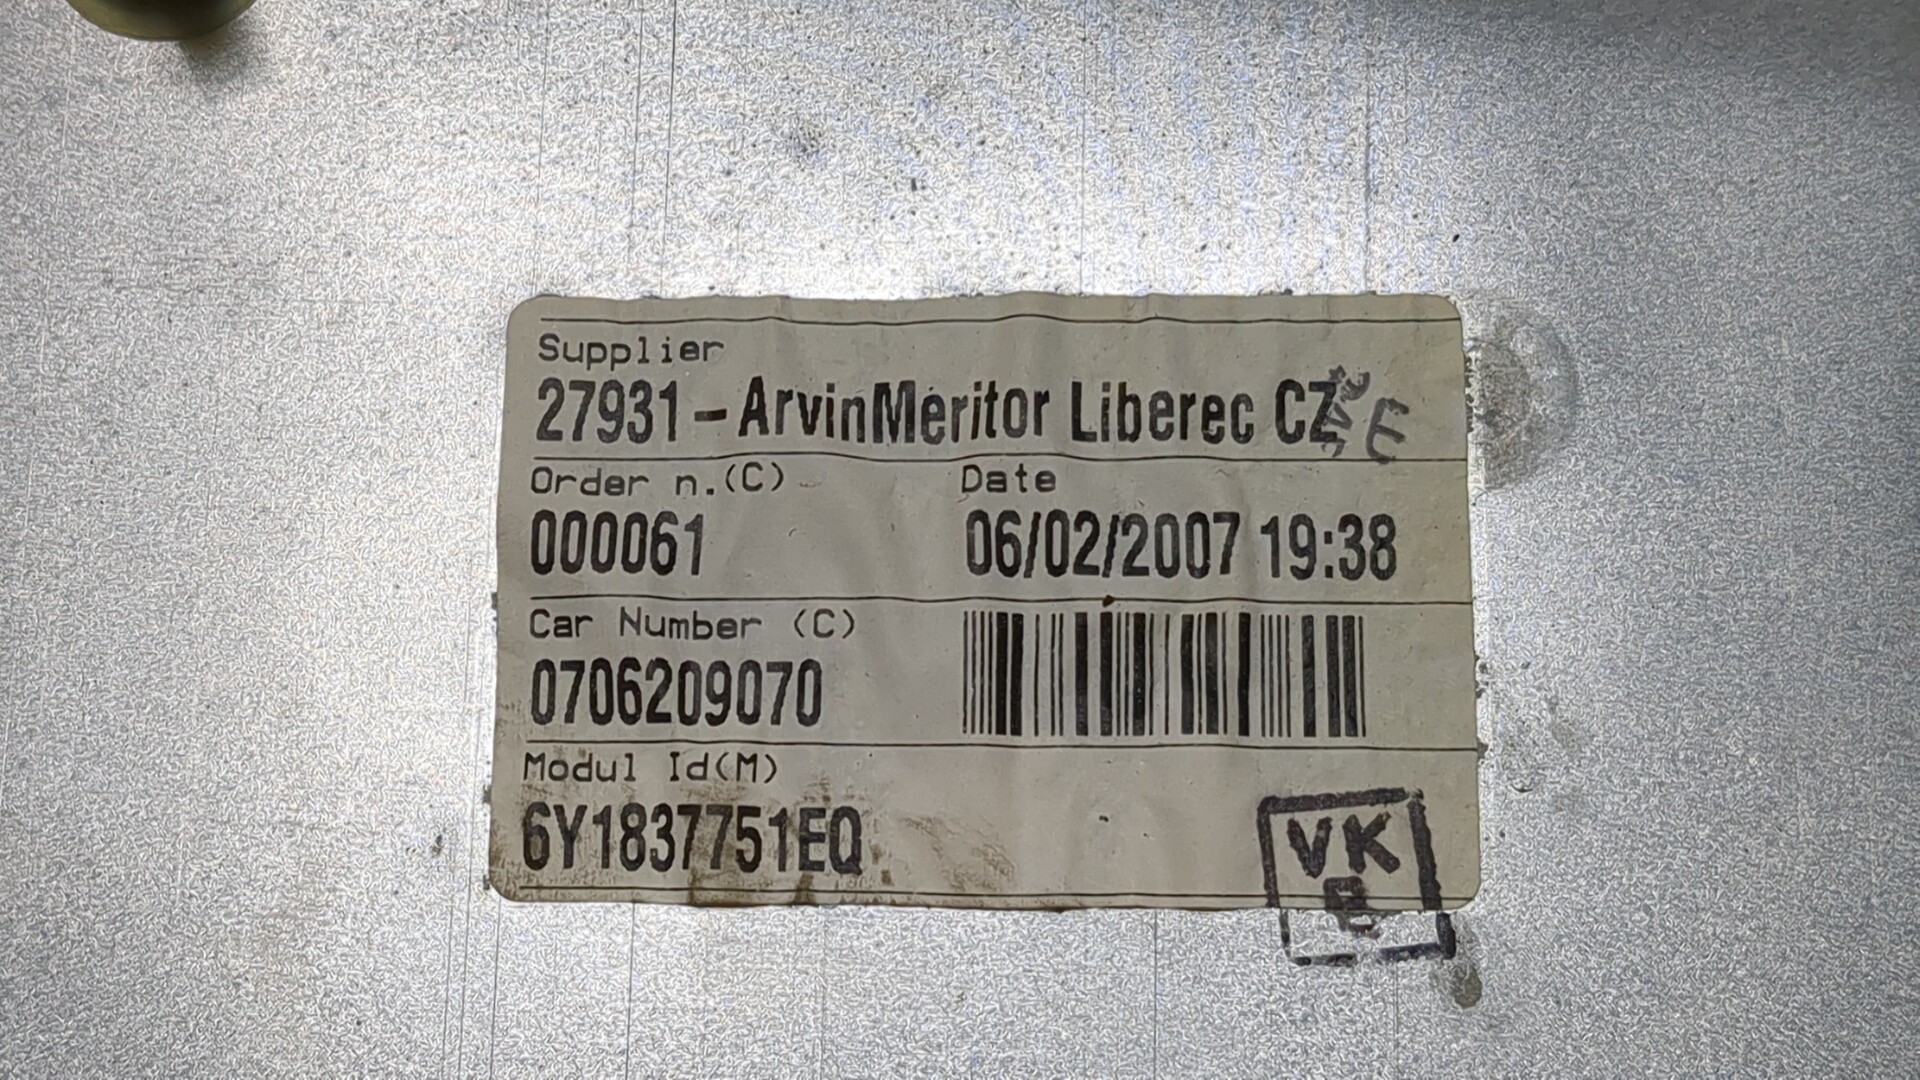 Supplier
27931-ArvinMeritor Liberec CZ
E
Order n.(C) Date
000061 06/02/2007 19:38
Car Number (C)
0706209070
Modul Id(M)
6Y1837751EQ
VK